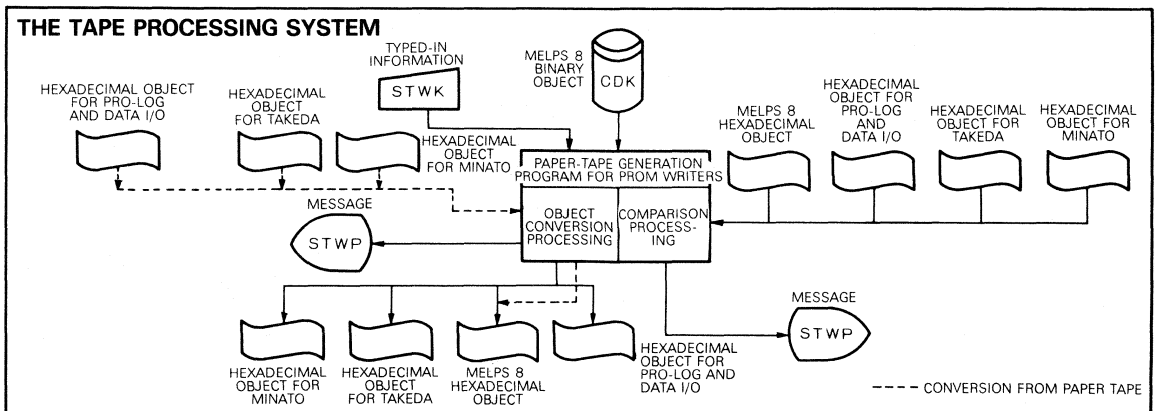 THE TAPE PROCESSING SYSTEM
TYPED-IN
INFORMATION
STWK
MELPS 8
BINARY
OBJECT
CDK
HEXADECIMAL OBJECT
FOR PRO-LOG
AND DATA I/O
HEXADECIMAL
OBJECT
FOR TAKEDA
HEXADECIMAL
OBJECT
FOR MINATO
PAPER-TAPE GENERATION
PROGRAM FOR PROM WRITERS
OBJECT
CONVERSION
PROCESSING
COMPARISON
PROCESS-
ING
MELPS 8
HEXADECIMAL
OBJECT
HEXADECIMAL
OBJECT FOR
PRO-LOG
AND
DATA I/O
HEXADECIMAL
OBJECT FOR
TAKEDA
HEXADECIMAL
OBJECT FOR
MINATO
MESSAGE
STWP
MESSAGE
STWP
HEXADECIMAL
OBJECT FOR
MINATO
HEXADECIMAL
OBJECT
FOR TAKEDA
MELPS 8
HEXADECIMAL
OBJECT
HEXADECIMAL
OBJECT FOR
PRO-LOG AND
DATA I/O
CONVERSION FROM PAPER TAPE